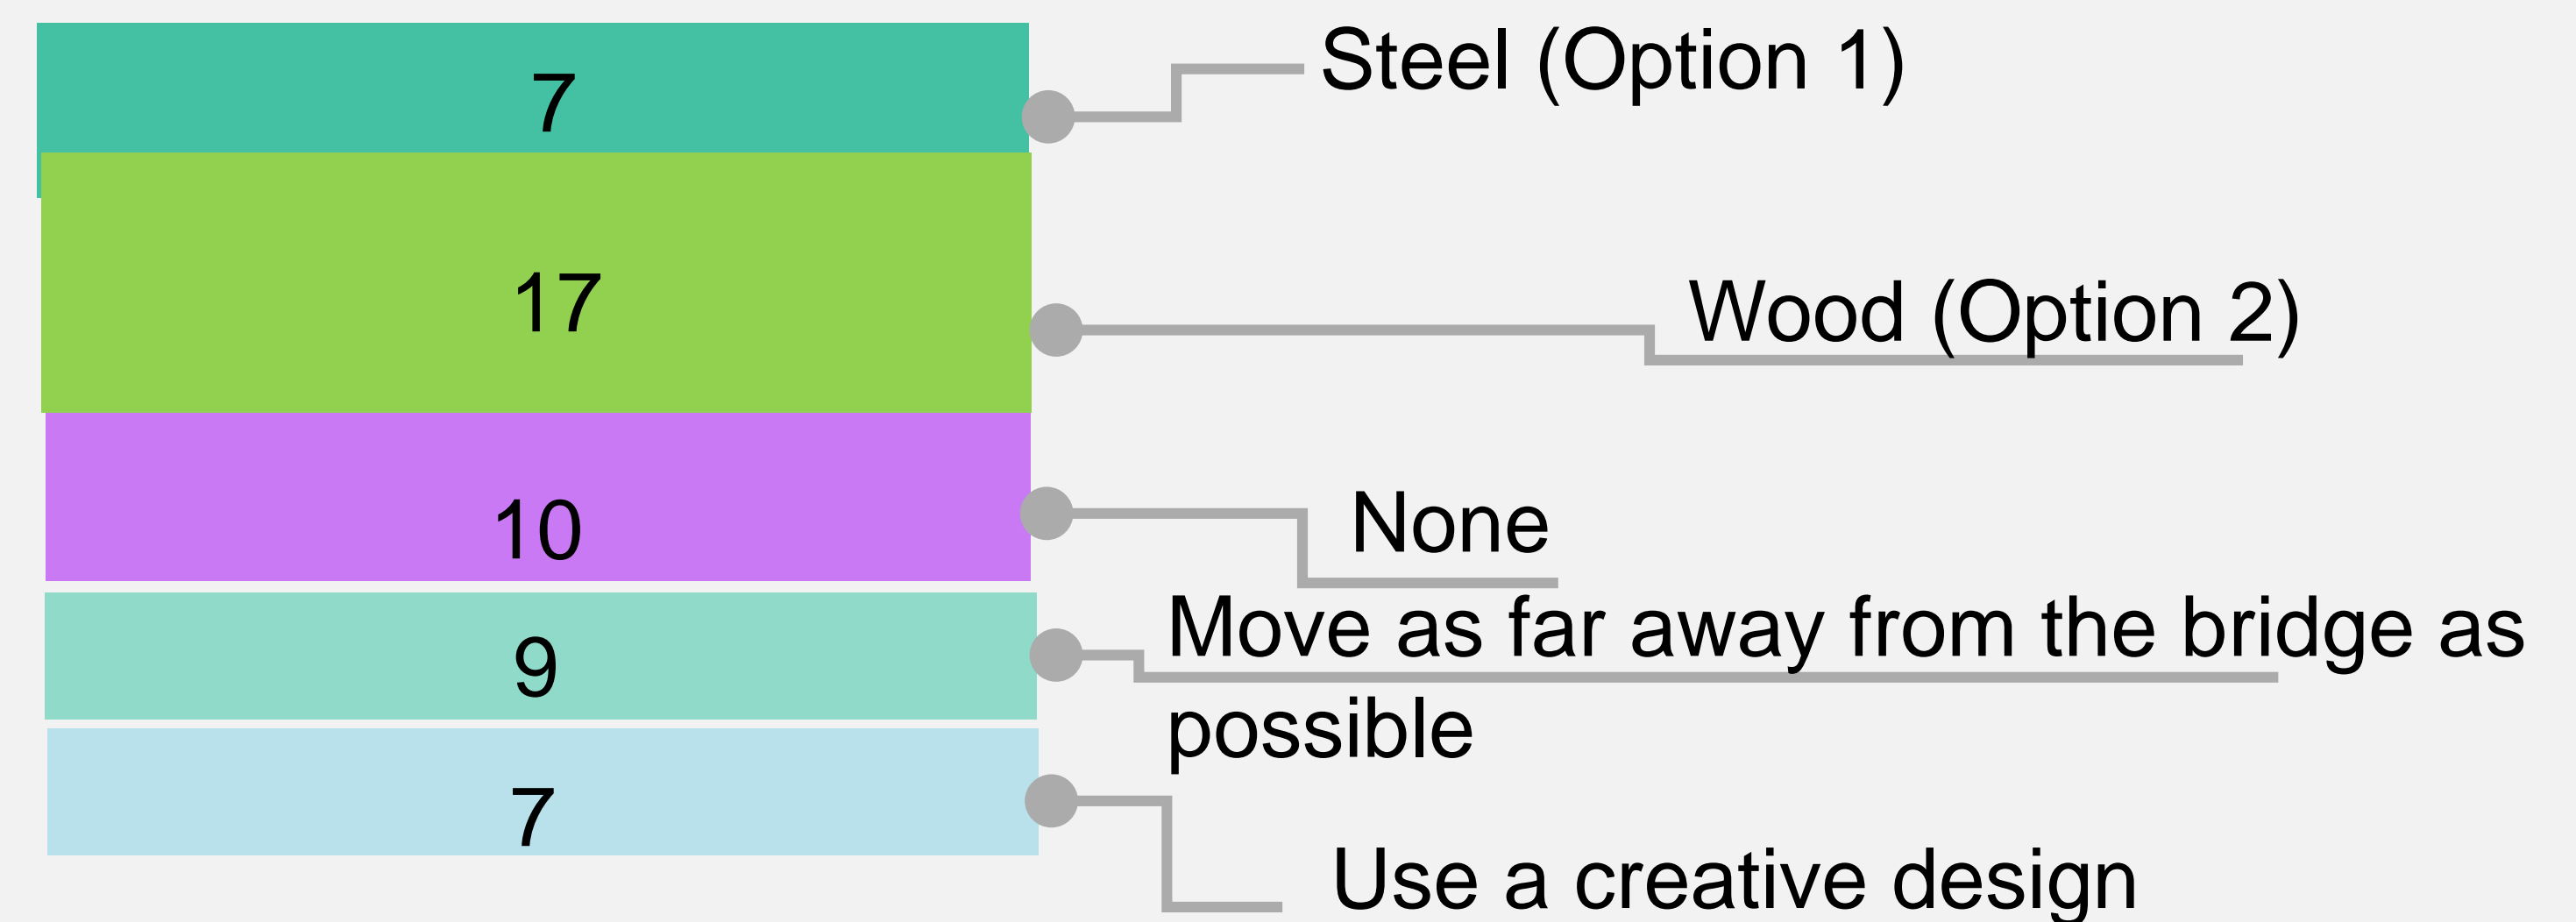 7
Steel (Option 1)
17
Wood (Option 2)
10
None
9
Move as far away from the bridge as
possible
7
Use a creative design